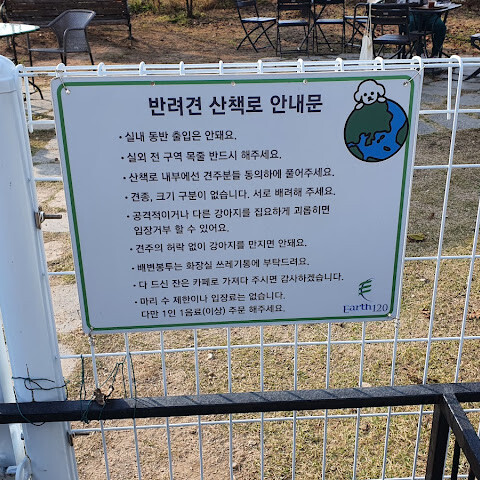 반려견 산책로 안내문
• 실내 동반 출입은 안돼요.
• 실외 전 구역 목줄 반드시 해주세요.
• 산책로 내부에선 견주분들 동의하에 풀어주세요.
• 견종, 크기 구분이 없습니다. 서로 배려해 주세요.
• 공격적이거나 다른 강아지를 집요하게 괴롭히면
입장거부 할 수 있어요.
• 견주의 허락 없이 강아지를 만지면 안돼요.
• 배변봉투는 화장실 쓰레기통에 부탁드려요.
• 다 드신 잔은 카페로 가져다 주시면 감사하겠습니다.
• 마리 수 제한이나 입장료는 없습니다.
다만 1인 1음료(이상) 주문 해주세요.
Earth120